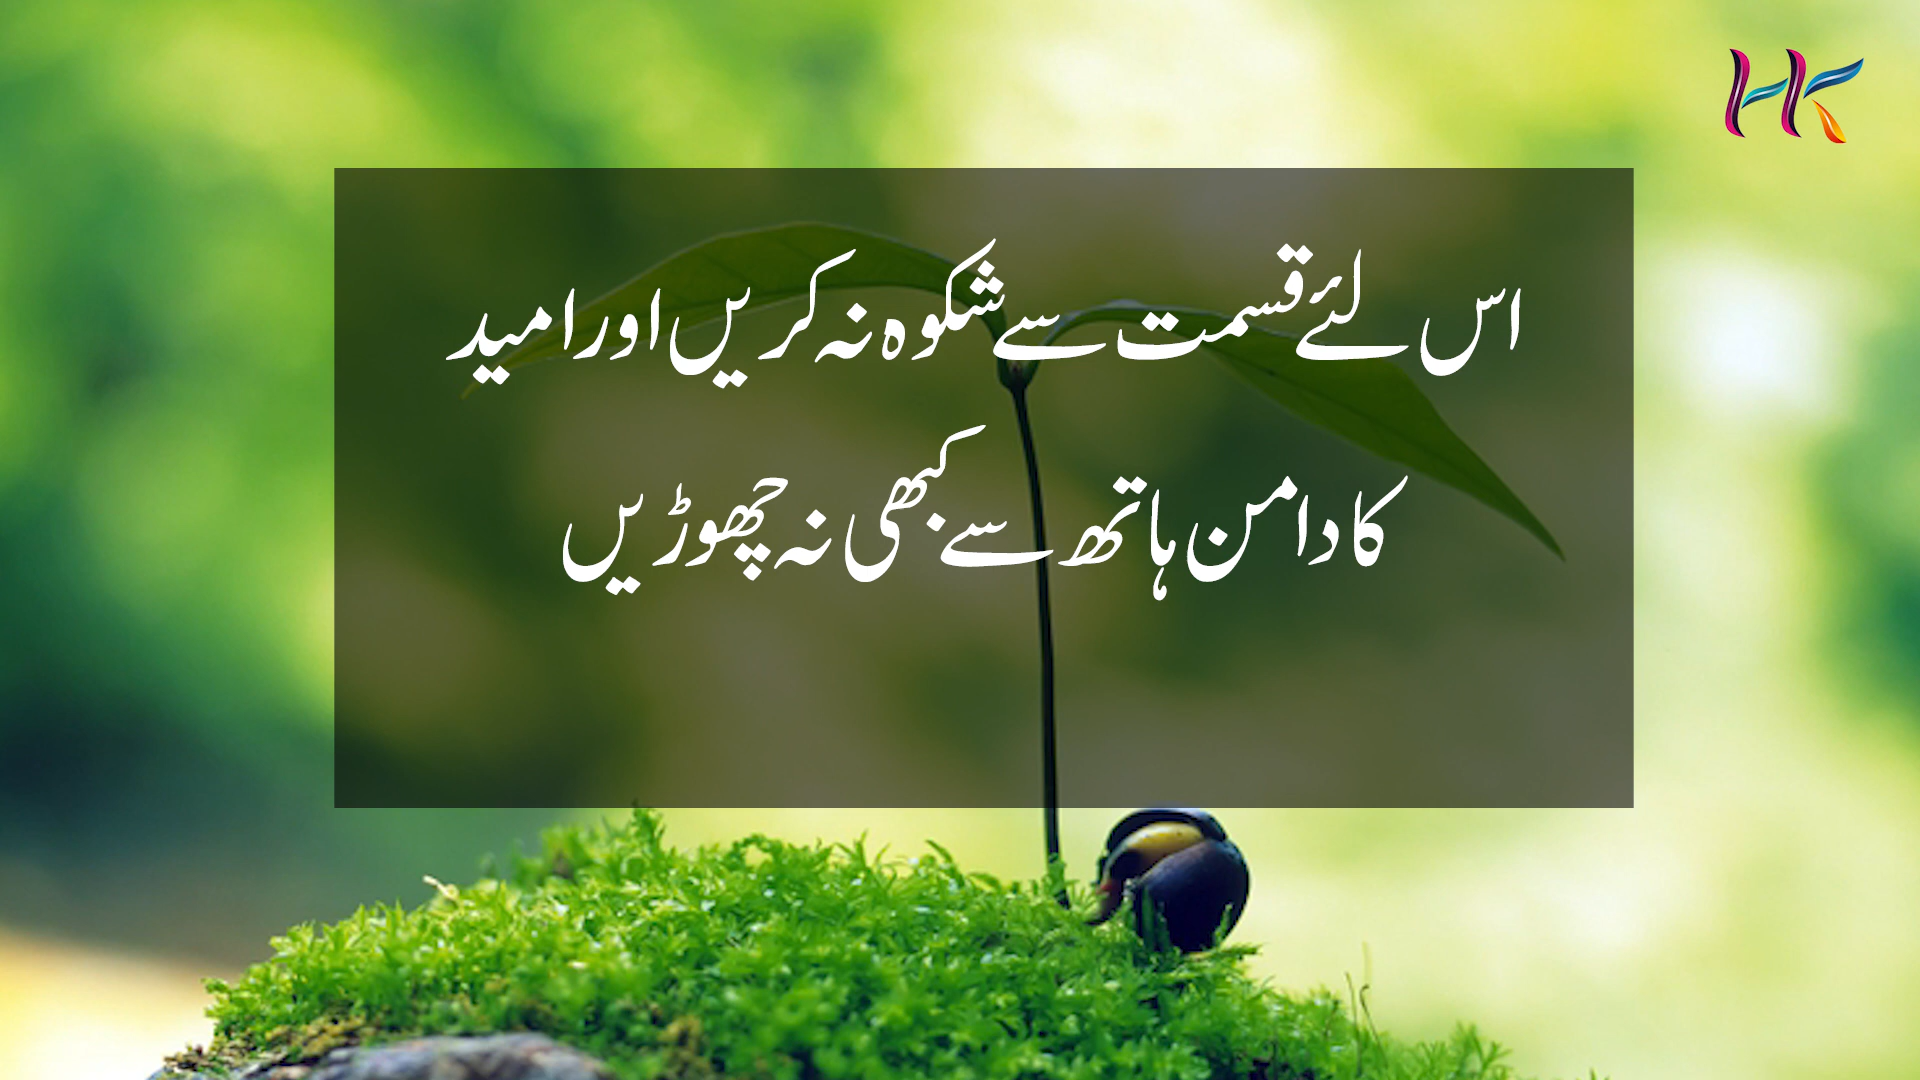 HK
اس لئے قسمت سے شکوہ نہ کریں اور امید
کا دامن ہاتھ سے کبھی نہ چھوڑیں